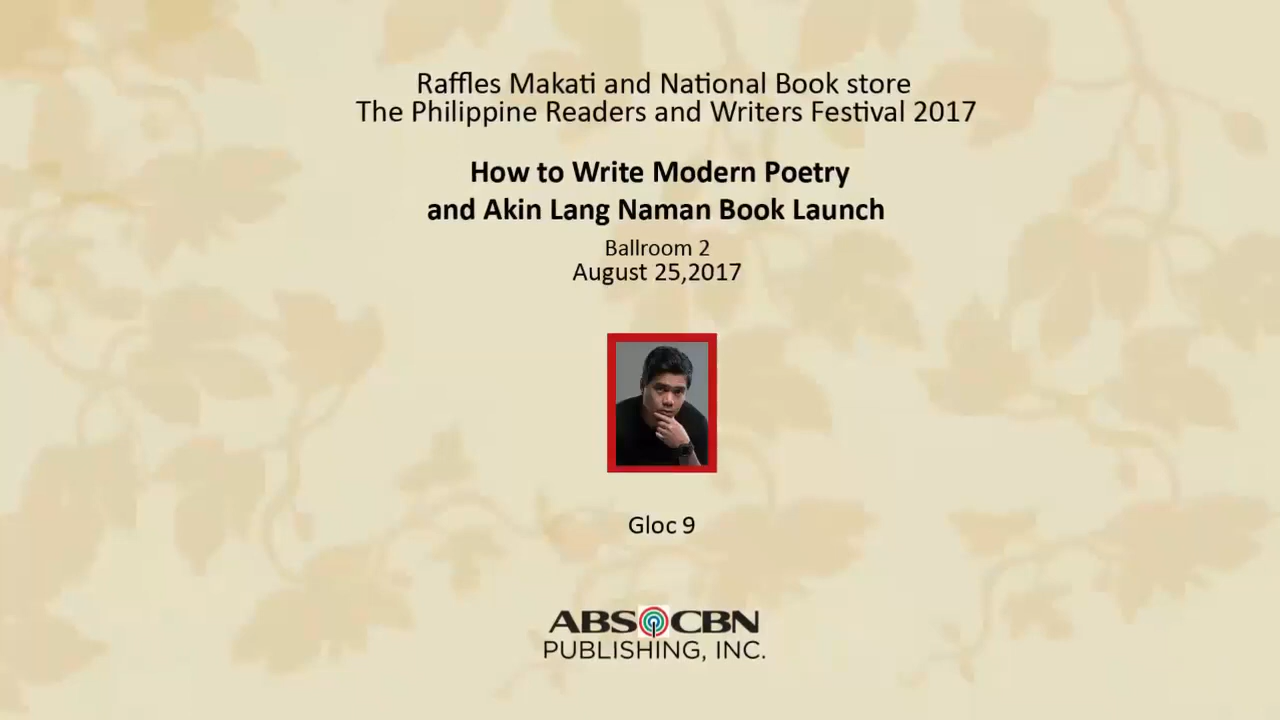 Raffles Makati and National Book store
The Philippine Readers and Writers Festival 2017
How to Write Modern Poetry
and Akin Lang Naman Book Launch
Ballroom 2
August 25,2017
Gloc 9
ABS CBN
PUBLISHING, INC.